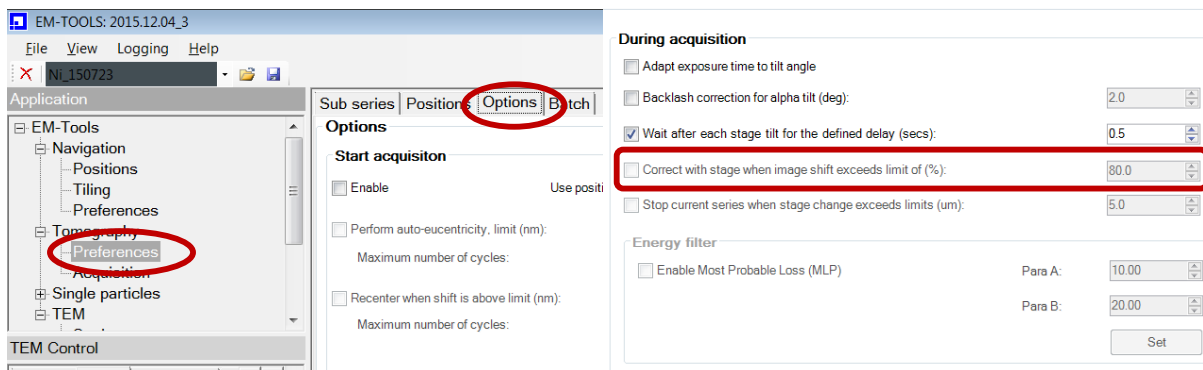 EM-TOOLS: 2015.12.04_3
File View Logging Help
Ni_150723
Application
EM-Tools
Navigation
Positions
Tiling
Preferences
Tomography
Preferences
Acquisition
Single particles
TEM
TEM Control
Sub series Positions Options Batch
Options
Start acquisiton
Enable Use positi
Perform auto-eucentricity, limit (nm):
Maximum number of cycles:
Recenter when shift is above limit (nm):
Maximum number of cycles:
During acquisition
Adapt exposure time to tilt angle
Backlash correction for alpha tilt (deg): 2.0
Wait after each stage tilt for the defined delay (secs): 0.5
Correct with stage when image shift exceeds limit of (%): 80.0
Stop current series when stage change exceeds limits (um): 5.0
Energy filter
Enable Most Probable Loss (MLP) Para A: 10.00
Para B: 20.00
Set